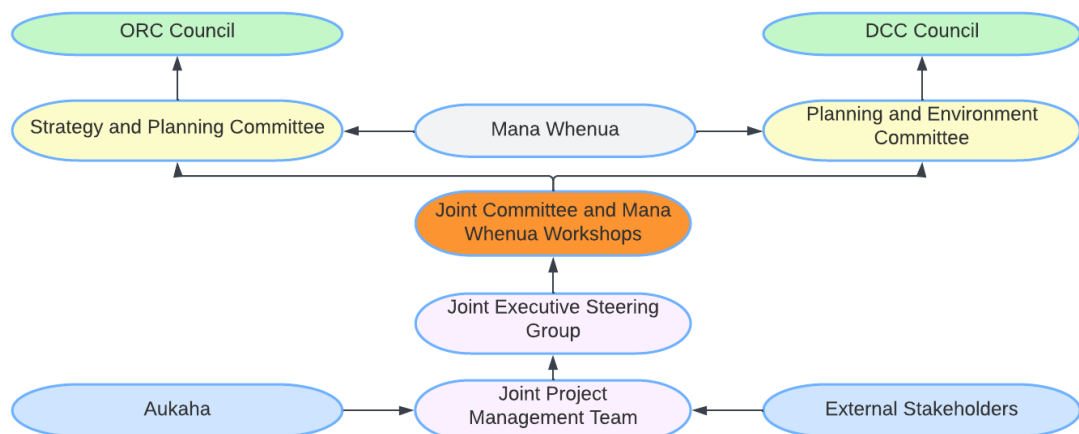 ORC Council
DCC Council
Strategy and Planning Committee
Mana Whenua
Planning and Environment
Committee
Joint Committee and Mana
Whenua Workshops
Joint Executive Steering
Group
Aukaha
Joint Project
Management Team
External Stakeholders